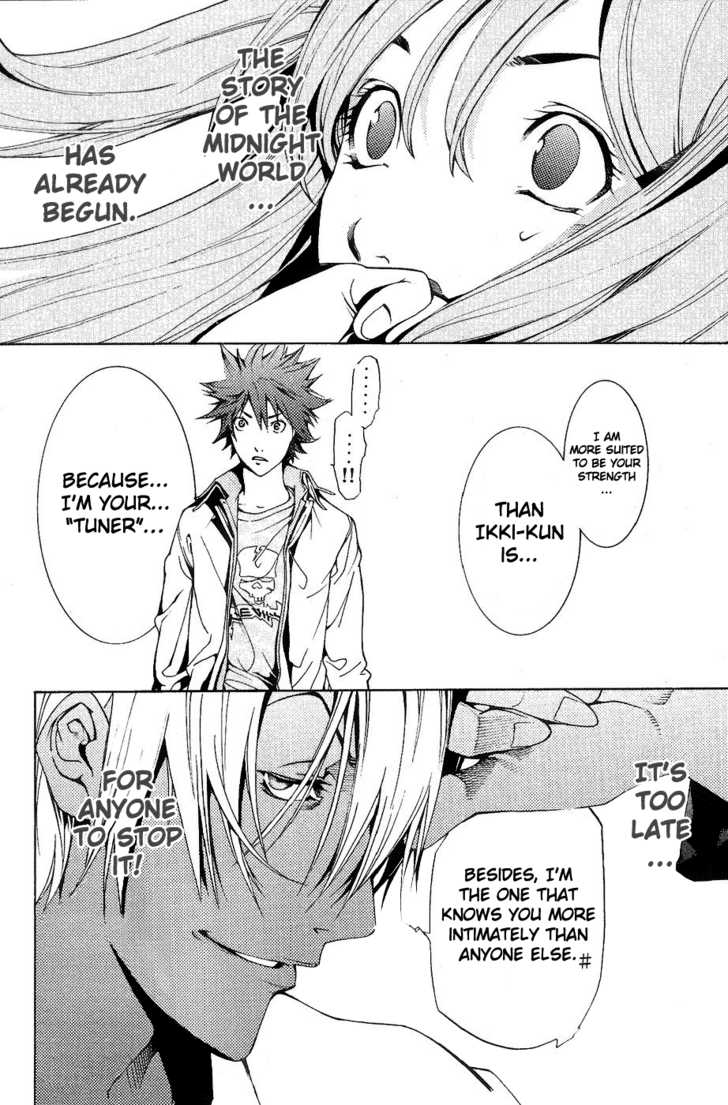 THE
STORY
OF THE
MIDNIGHT
WORLD
...
HAS
ALREADY
BEGUN.
I AM
MORE SUITED
TO BE YOUR
STRENGTH
...
THAN
IKKI-KUN
IS...
......
......!!
BECAUSE...
I'M YOUR...
"TUNER"...
IT'S
TOO
LATE
...
BESIDES, I'M
THE ONE THAT
KNOWS YOU MORE
INTIMATELY THAN
ANYONE ELSE.#
FOR
ANYONE
TO STOP
IT!